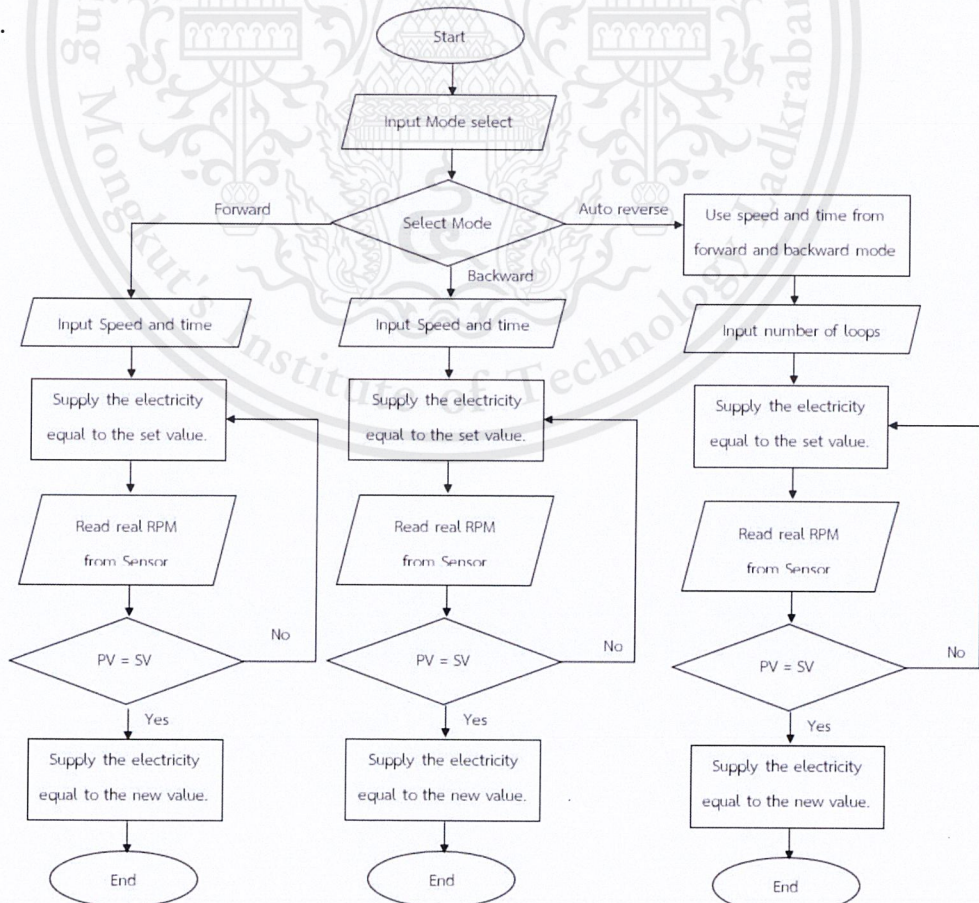 Start
Input Mode select
Select Mode
Forward
Auto reverse
Backward
Use speed and time from
forward and backward mode
Input Speed and time
Input Speed and time
Input number of loops
Supply the electricity
equal to the set value.
Supply the electricity
equal to the set value.
Supply the electricity
equal to the set value.
Read real RPM
from Sensor
Read real RPM
from Sensor
Read real RPM
from Sensor
PV = SV
No
PV = SV
No
PV = SV
No
Yes
Yes
Yes
Supply the electricity
equal to the new value.
Supply the electricity
equal to the new value.
Supply the electricity
equal to the new value.
End
End
End
Mongkut's Institute of Technology Ladkraban